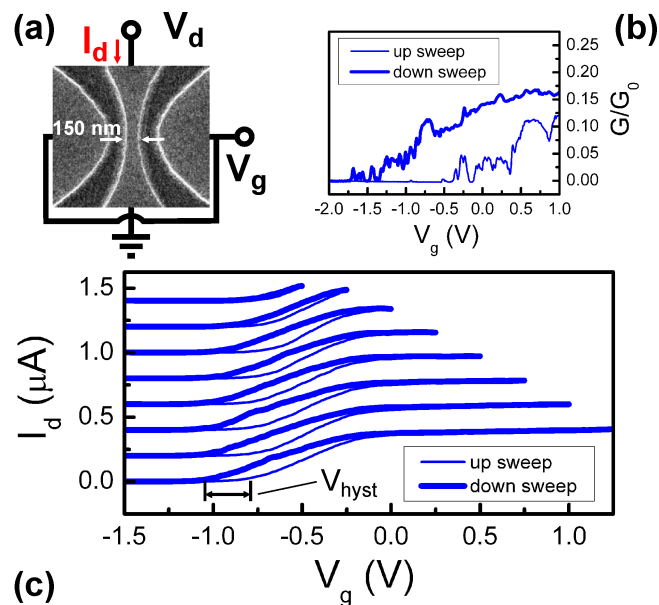 (a)
V_d
I_d
150 nm
V_g
(b)
up sweep
down sweep
G/G_0
0.25
0.20
0.15
0.10
0.05
0.00
-2.0 -1.5 -1.0 -0.5 0.0 0.5 1.0
V_g (V)
I_d (μA)
1.5
1.0
0.5
0.0
V_hyst
up sweep
down sweep
-1.5 -1.0 -0.5 0.0 0.5 1.0
V_g (V)
(c)